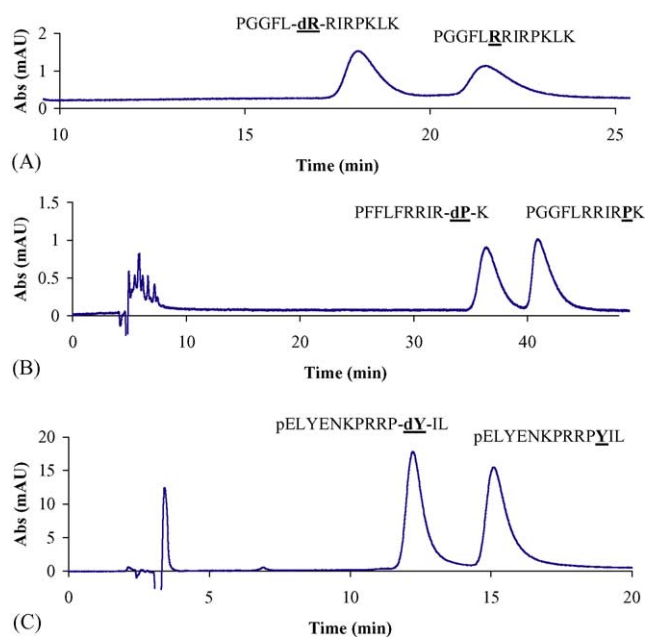 PGGFL-dR-RIRPKLK
PGGFLRRIRPKLK
Abs (mAU)
2
1
0
10
15
20
25
Time (min)
(A)
PFFLFRRIR-dP-K
PGGFLRRIRPK
Abs (mAU)
1.5
1
0.5
0
0
10
20
30
40
Time (min)
(B)
pELYENKPRRP-dY-IL
pELYENKPRRPYIL
Abs (mAU)
20
15
10
5
0
0
5
10
15
20
Time (min)
(C)